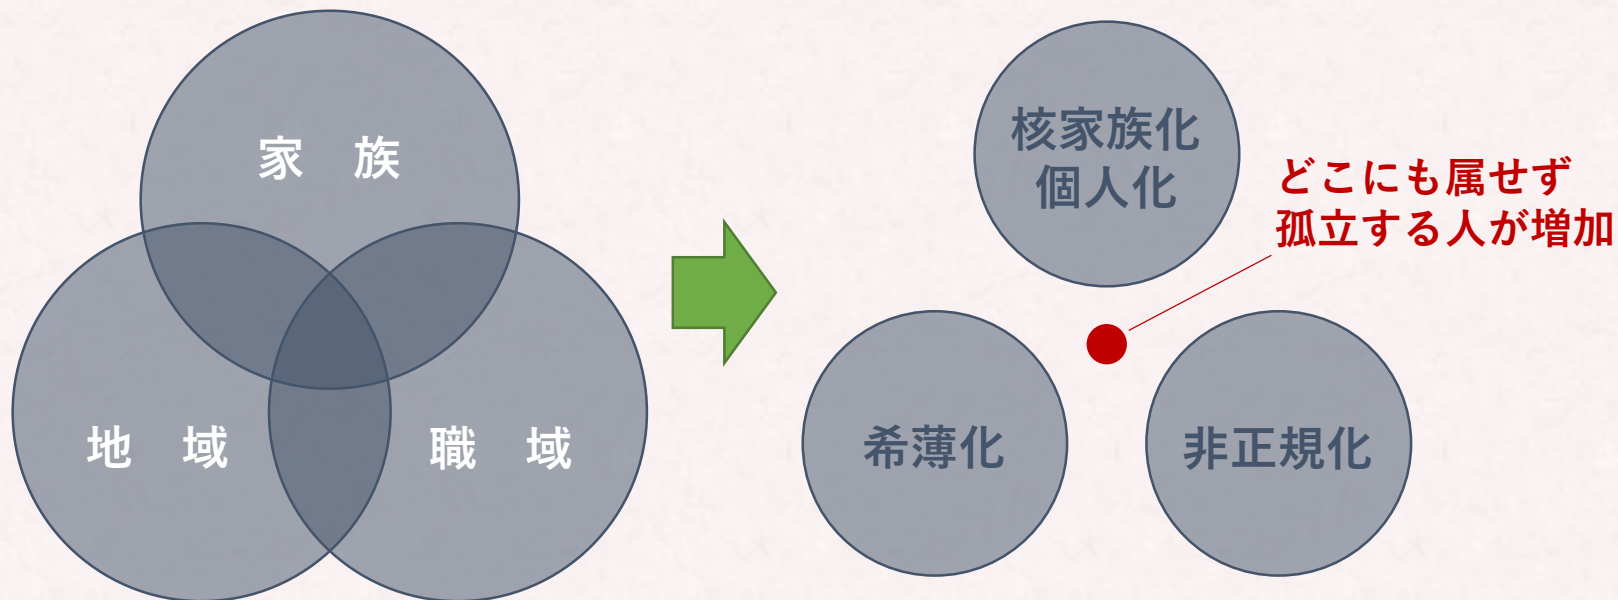 家　族
地　域
職　域
核家族化
個人化
どこにも属せず
孤立する人が増加
希薄化
非正規化